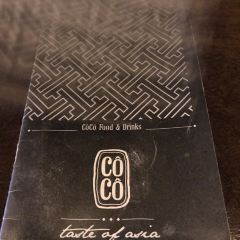 CôCô Food & Drinks
CÔ
CÔ
taste of asia